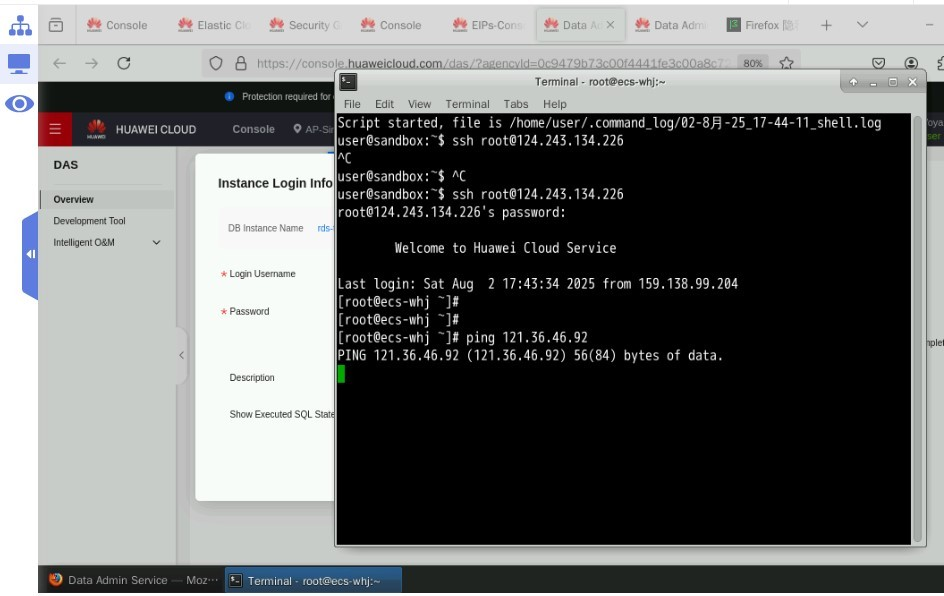 Console
Elastic Cl
Security G
Console
EIPs-Cons
Data Ad
Data Admi
Firefox
https://console.huaweicloud.com/das/?agencyId=0c9479b73c00f4441fe3c00a8c7
80%
Terminal - root@ecs-whj:~
Protection required for
File Edit View Terminal Tabs Help
HUAWEI
HUAWEI CLOUD
Console
AP-Sin
DAS
Overview
Development Tool
Intelligent O&M
Instance Login Info
DB Instance Name rds-
* Login Username
* Password
Description
Show Executed SQL State
Script started, file is /home/user/.command_log/02-8月-25_17-44-11_shell.log
user@sandbox:~$ ssh root@124.243.134.226
^C
user@sandbox:~$ ^C
user@sandbox:~$ ssh root@124.243.134.226
root@124.243.134.226's password:
Welcome to Huawei Cloud Service
Last login: Sat Aug  2 17:43:34 2025 from 159.138.99.204
[root@ecs-whj ~]#
[root@ecs-whj ~]#
[root@ecs-whj ~]# ping 121.36.46.92
PING 121.36.46.92 (121.36.46.92) 56(84) bytes of data.
Data Admin Service — Moz···
Terminal - root@ecs-whj:~